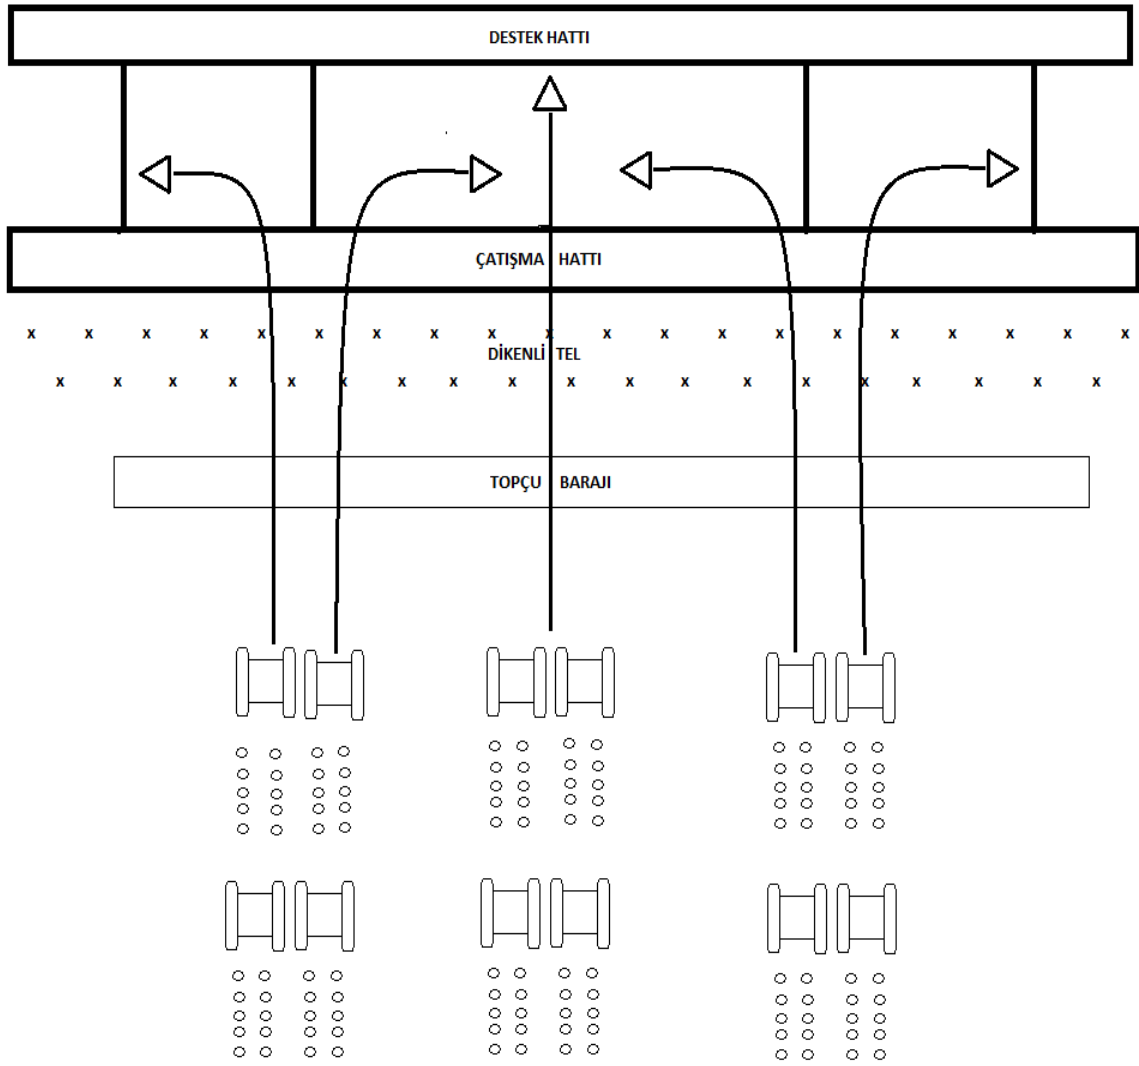 DESTEK HATTI
ÇATIŞMA HATTI
x x x x x x x x x x x x x x x x x x x x
DİKENLİ TEL
x x x x x x x x x x x x x x x x x x x
TOPÇU BARAJI